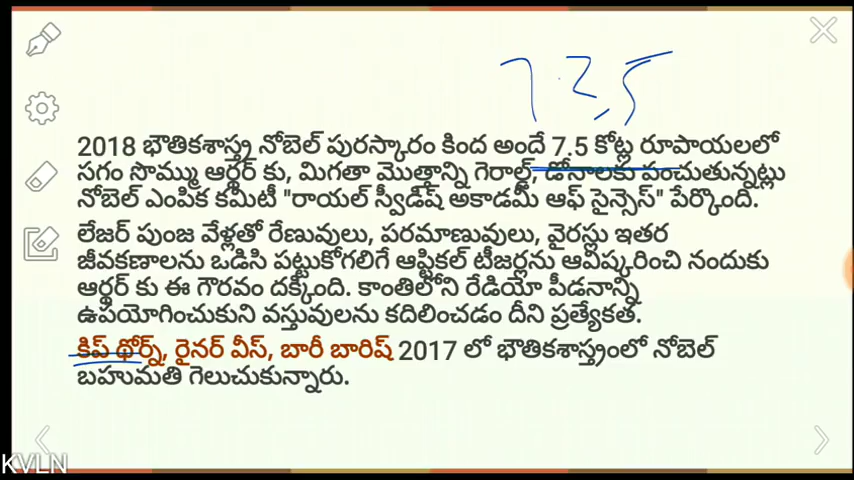 7.5
2018 భౌతికశాస్త్ర నోబెల్ పురస్కారం కింద అందే 7.5 కోట్ల రూపాయలలో
సగం సొమ్ము ఆర్థర్ కు, మిగతా మొత్తాన్ని గెరాల్డ్, డోనాలకు పంచుతున్నట్లు
నోబెల్ ఎంపిక కమిటీ "రాయల్ స్వీడిష్ అకాడమీ ఆఫ్ సైన్సెస్" పేర్కొంది.
లేజర్ పుంజ వేళ్లతో రేణువులు, పరమాణువులు, వైరస్లు ఇతర
జీవకణాలను ఒడిసి పట్టుకోగలిగే ఆప్టికల్ టీజర్లను ఆవిష్కరించి నందుకు
ఆర్థర్ కు ఈ గౌరవం దక్కింది. కాంతిలోని రేడియో పీడనాన్ని
ఉపయోగించుకుని వస్తువులను కదిలించడం దీని ప్రత్యేకత.
కిప్ థోర్న్, రైనర్ వీస్, బారీ బారిష్ 2017 లో భౌతికశాస్త్రంలో నోబెల్
బహుమతి గెలుచుకున్నారు.
KVLN